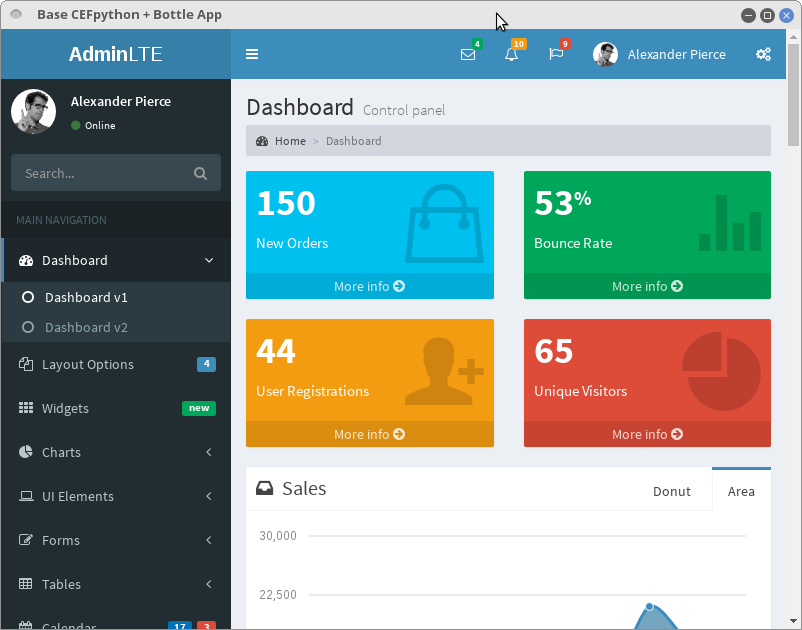 Base CEFpython + Bottle App
AdminLTE
4
10
9
Alexander Pierce
Alexander Pierce
Online
Search...
MAIN NAVIGATION
Dashboard
Dashboard v1
Dashboard v2
Layout Options 4
Widgets new
Charts
UI Elements
Forms
Tables
Calendar 17 3
Dashboard Control panel
Home > Dashboard
150
New Orders
More info
53%
Bounce Rate
More info
44
User Registrations
More info
65
Unique Visitors
More info
Sales
Donut
Area
30,000
22,500